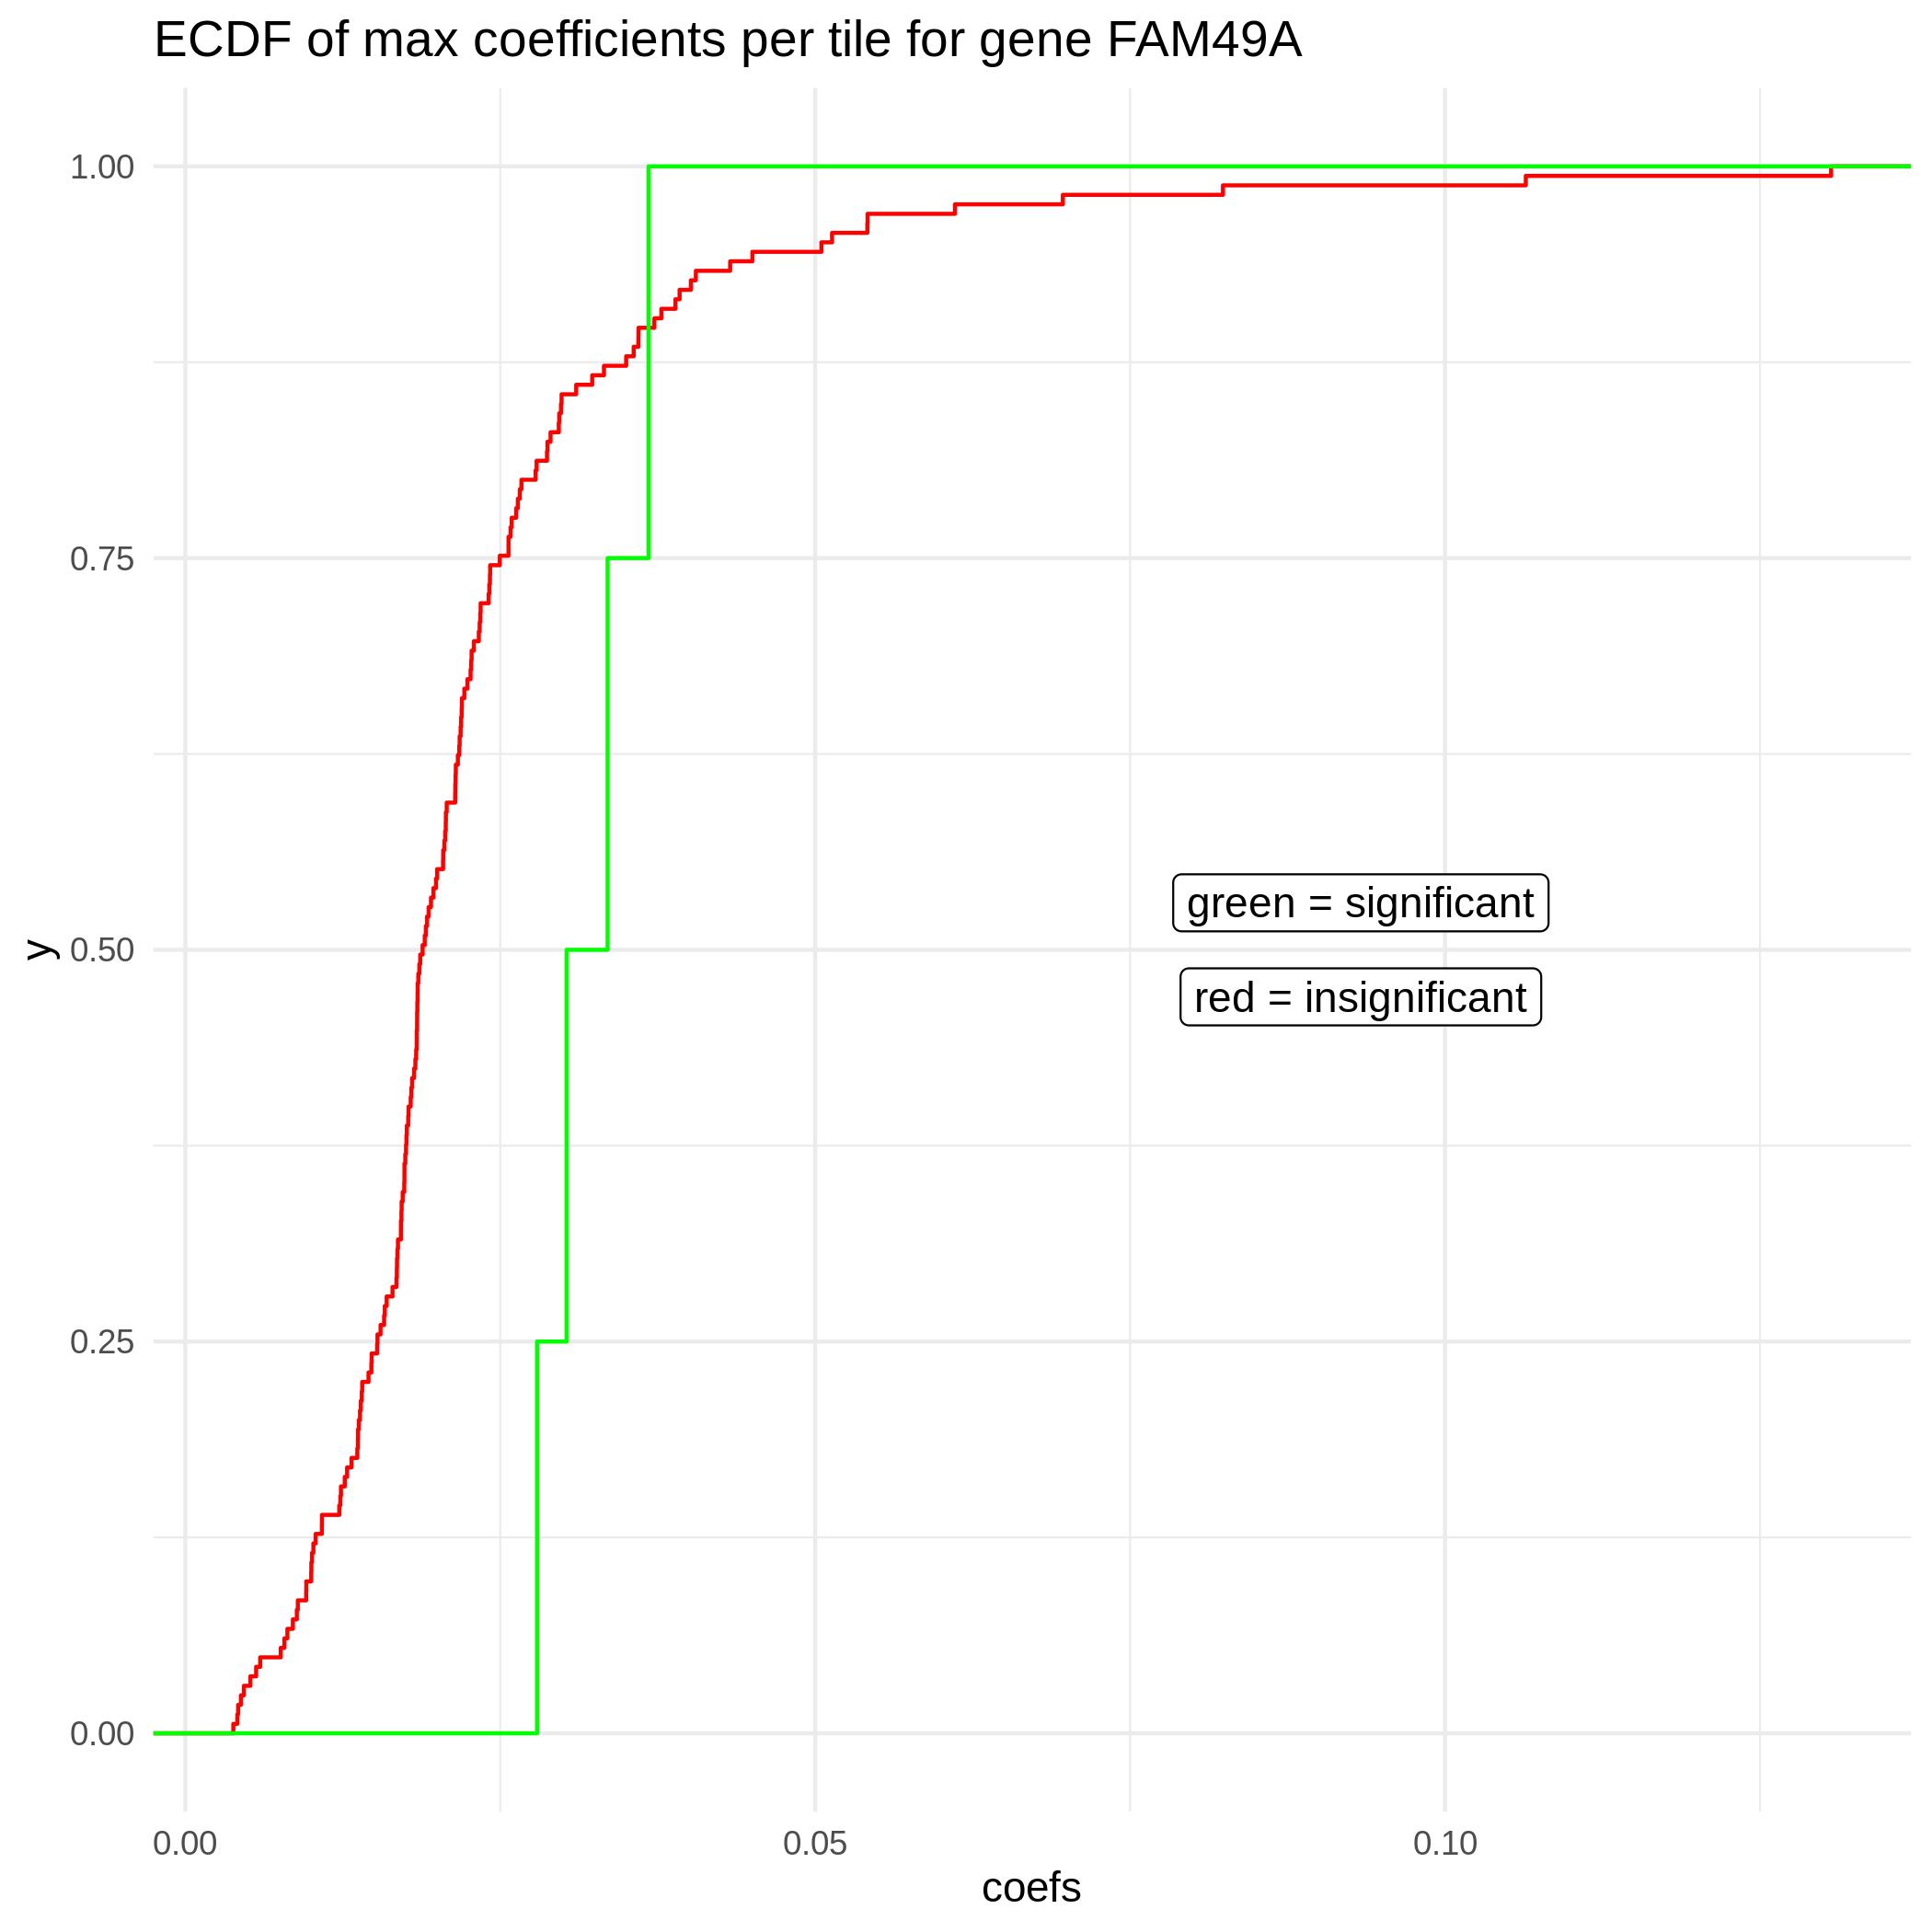 ECDF of max coefficients per tile for gene FAM49A
1.00
0.75
0.50
0.25
0.00
y
green = significant
red = insignificant
0.00 0.05 0.10
coefs